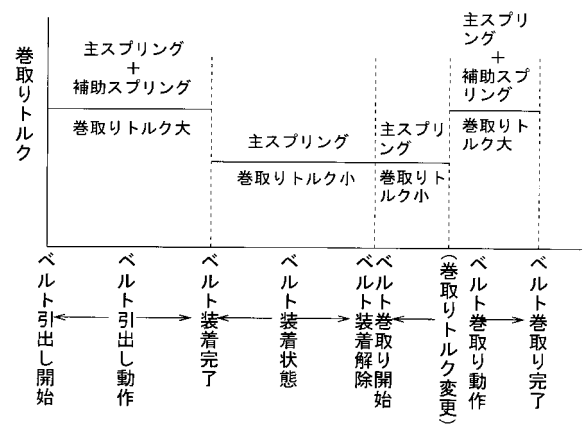 巻取りトルク
主スプリング
＋
補助スプリング
巻取りトルク大
主スプリング
巻取りトルク小
主スプリ
ング
巻取りト
ルク小
主スプリ
ング
＋
補助スプ
リング
巻取りト
ルク大
ベルト引出し開始
ベルト引出し動作
ベルト装着完了
ベルト装着状態
ベルト装着解除
ベルト巻取り開始
(巻取りトルク変更)
ベルト巻取り動作
ベルト巻取り完了